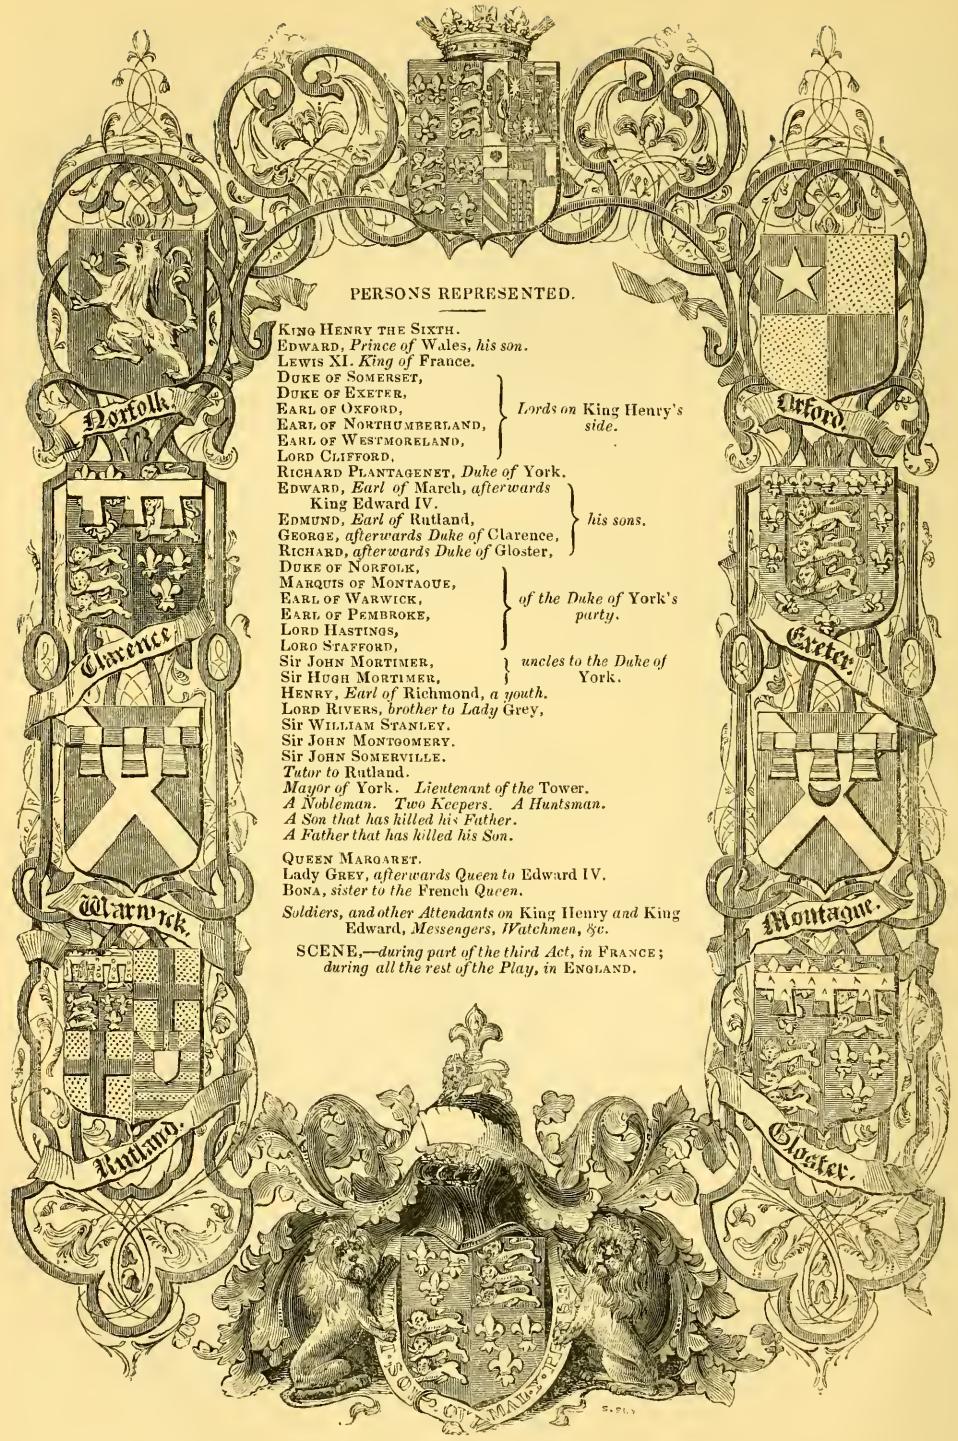 PERSONS REPRESENTED.
KING HENRY THE SIXTH.
EDWARD, Prince of Wales, his son.
LEWIS XI. King of France.
DUKE OF SOMERSET,
DUKE OF EXETER,
EARL OF OXFORD,
EARL OF NORTHUMBERLAND,
EARL OF WESTMORELAND,
LORD CLIFFORD,
Lords on King Henry's
side.
RICHARD PLANTAGENET, Duke of York.
EDWARD, Earl of March, afterwards
King Edward IV.
EDMUND, Earl of Rutland,
GEORGE, afterwards Duke of Clarence,
RICHARD, afterwards Duke of Gloster,
his sons.
DUKE OF NORFOLK,
MARQUIS OF MONTAGUE,
EARL OF WARWICK,
EARL OF PEMBROKE,
LORD HASTINGS,
LORD STAFFORD,
of the Duke of York's
party.
Sir JOHN MORTIMER,
Sir HUGH MORTIMER,
uncles to the Duke of
York.
HENRY, Earl of Richmond, a youth.
LORD RIVERS, brother to Lady Grey,
Sir WILLIAM STANLEY.
Sir JOHN MONTGOMERY.
Sir JOHN SOMERVILLE.
Tutor to Rutland.
Mayor of York. Lieutenant of the Tower.
A Nobleman. Two Keepers. A Huntsman.
A Son that has killed his Father.
A Father that has killed his Son.
QUEEN MARGARET.
Lady GREY, afterwards Queen to Edward IV.
BONA, sister to the French Queen.
Soldiers, and other Attendants on King Henry and King
Edward, Messengers, Watchmen, &c.
SCENE,—during part of the third Act, in FRANCE;
during all the rest of the Play, in ENGLAND.
Norfolk.
Clarence
Warwick.
Rutland.
Orford.
Exeter.
Montague.
Gloster.